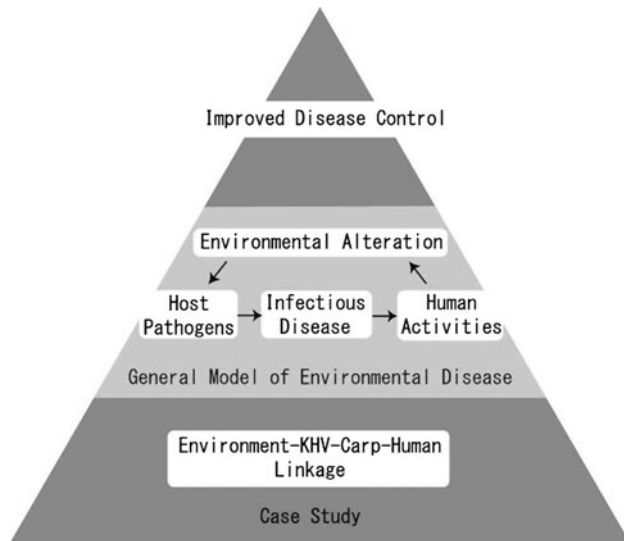 Improved Disease Control
Environmental Alteration
Host
Pathogens
Infectious
Disease
Human
Activities
General Model of Environmental Disease
Environment-KHV-Carp-Human
Linkage
Case Study